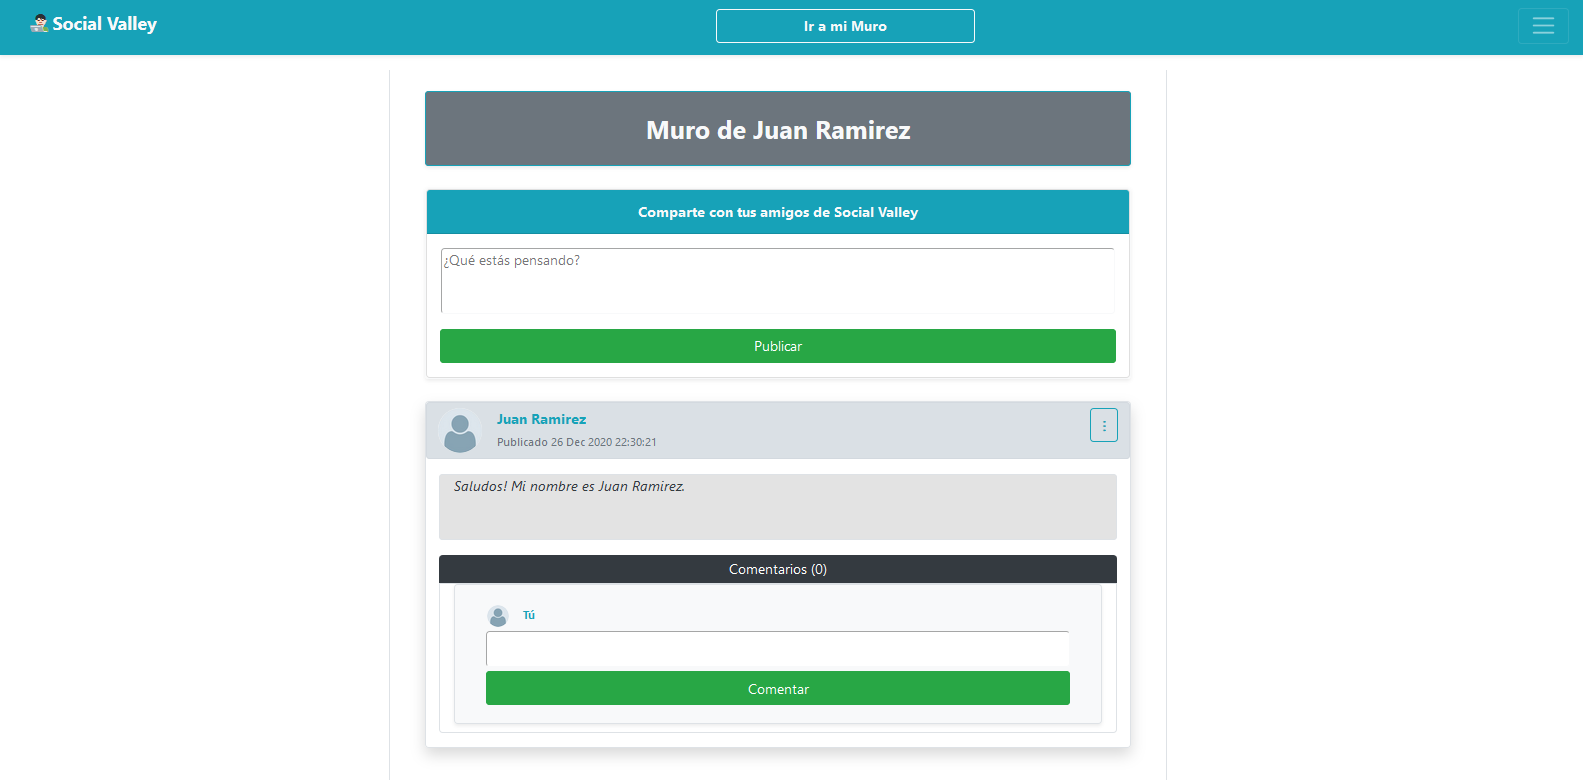 Social Valley
Ir a mi Muro
Muro de Juan Ramirez
Comparte con tus amigos de Social Valley
¿Qué estás pensando?
Publicar
Juan Ramirez
Publicado 26 Dec 2020 22:30:21
Saludos! Mi nombre es Juan Ramirez.
Comentarios (0)
Tú
Comentar